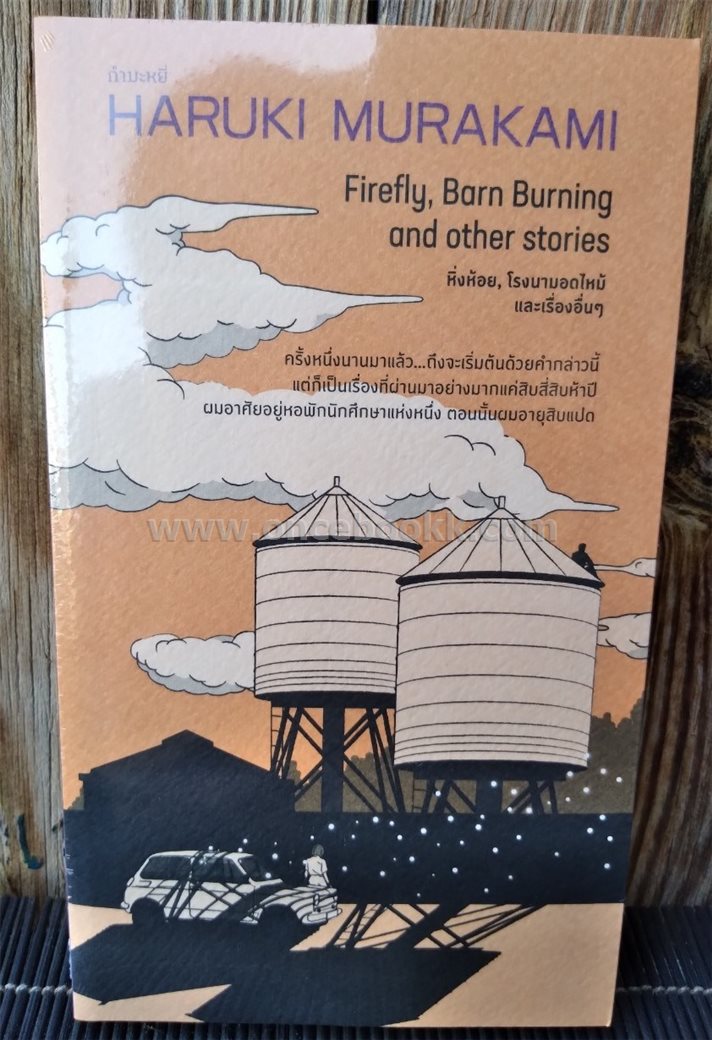 กำมะหยี่
HARUKI MURAKAMI
Firefly, Barn Burning
and other stories
หิ่งห้อย, โรงนามอดไหม้
และเรื่องอื่นๆ
ครั้งหนึ่งนานมาแล้ว...ถึงจะเริ่มต้นด้วยคำกล่าวนี้
แต่ก็เป็นเรื่องที่ผ่านมาอย่างมากแค่สิบสี่สิบห้าปี
ผมอาศัยอยู่หอพักนักศึกษาแห่งหนึ่ง ตอนนั้นผมอายุสิบแปด
www.oncebookk.com